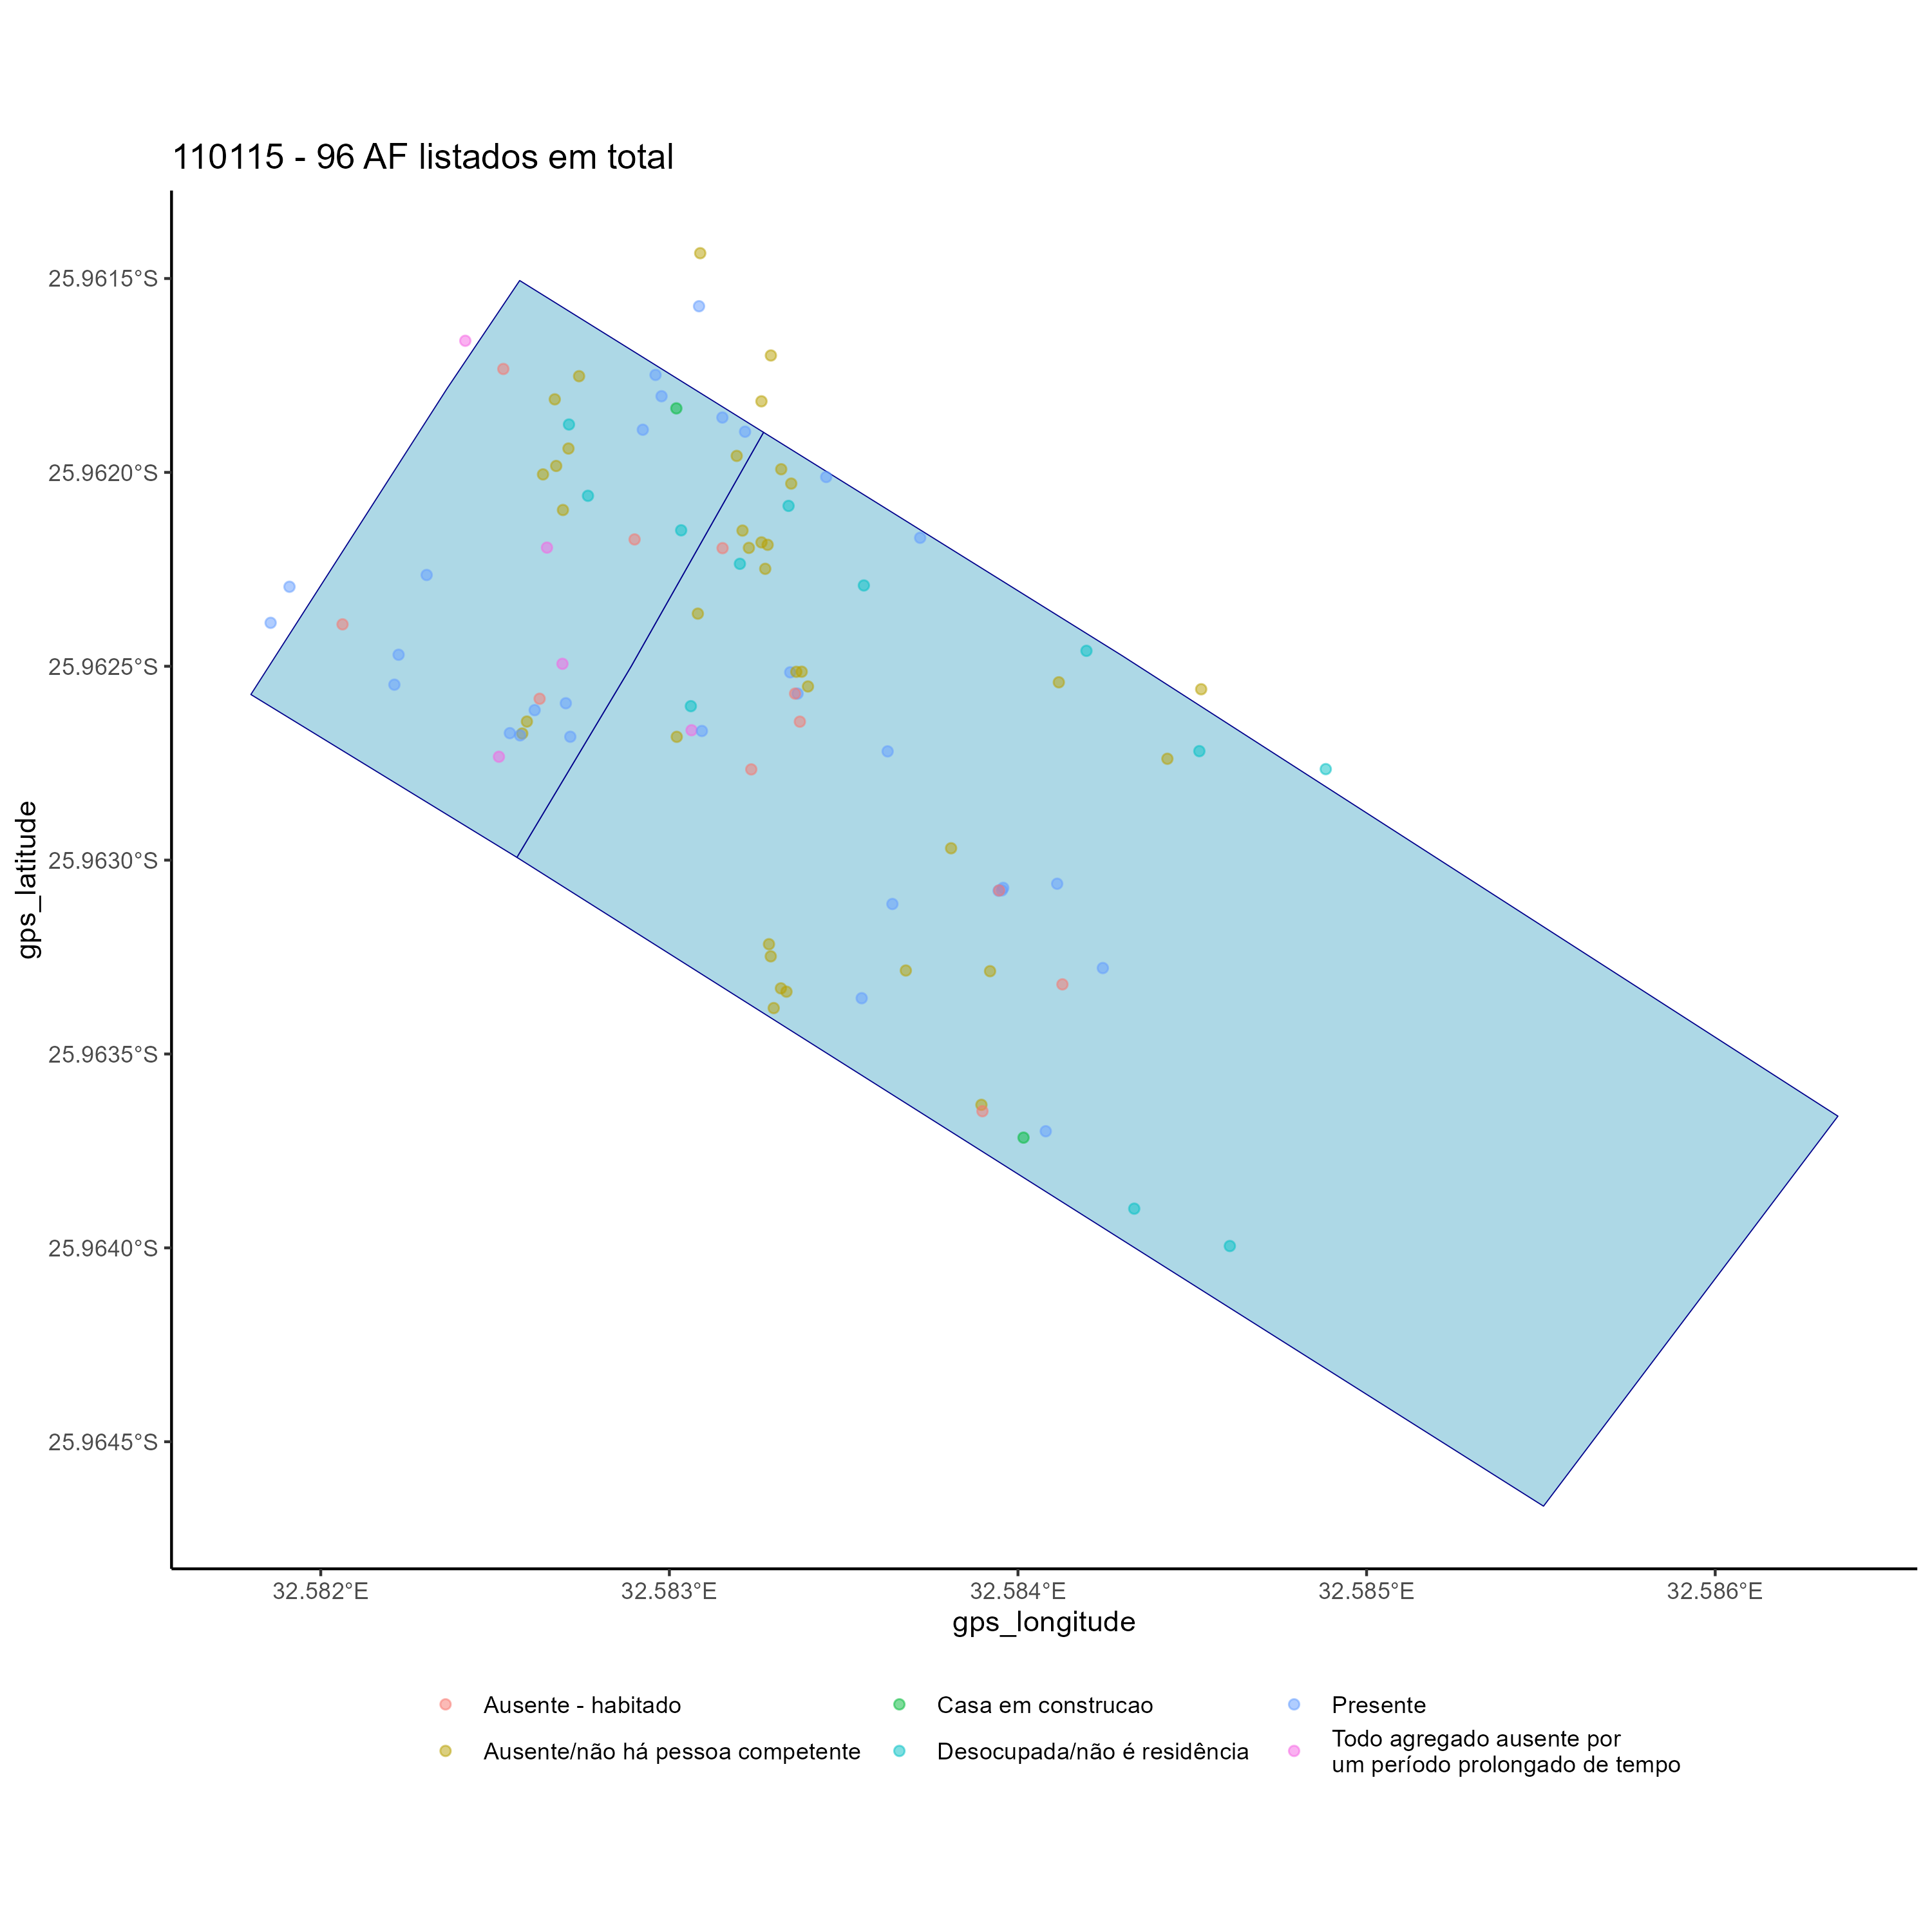 110115 - 96 AF listados em total
25.9615°S
25.9620°S
25.9625°S
25.9630°S
25.9635°S
25.9640°S
25.9645°S
gps_latitude
32.582°E 32.583°E 32.584°E 32.585°E 32.586°E
gps_longitude
Ausente - habitado
Ausente/não há pessoa competente
Casa em construcao
Desocupada/não é residência
Presente
Todo agregado ausente por
um período prolongado de tempo